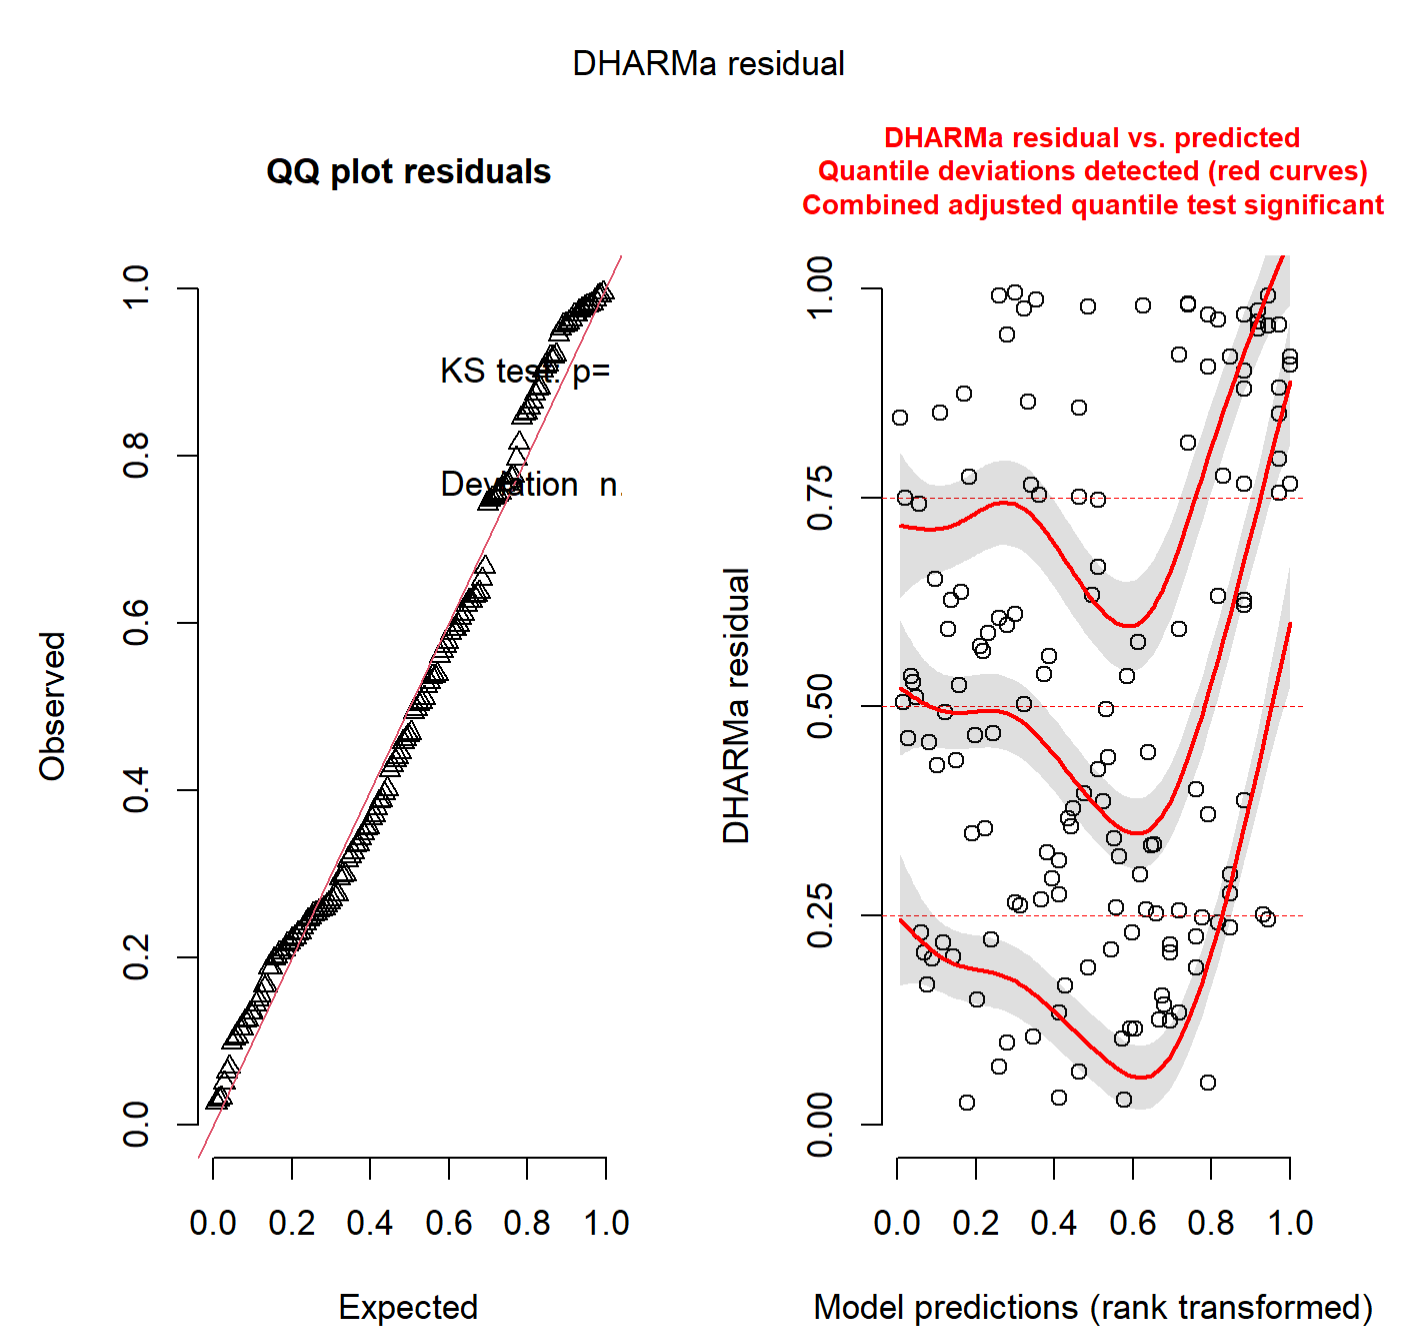 DHARMa residual
QQ plot residuals
Observed
0.0 0.2 0.4 0.6 0.8 1.0
KS test: p=
Deviation n.
0.0 0.2 0.4 0.6 0.8 1.0
Expected
DHARMa residual vs. predicted
Quantile deviations detected (red curves)
Combined adjusted quantile test significant
DHARMa residual
0.00 0.25 0.50 0.75 1.00
0.0 0.2 0.4 0.6 0.8 1.0
Model predictions (rank transformed)